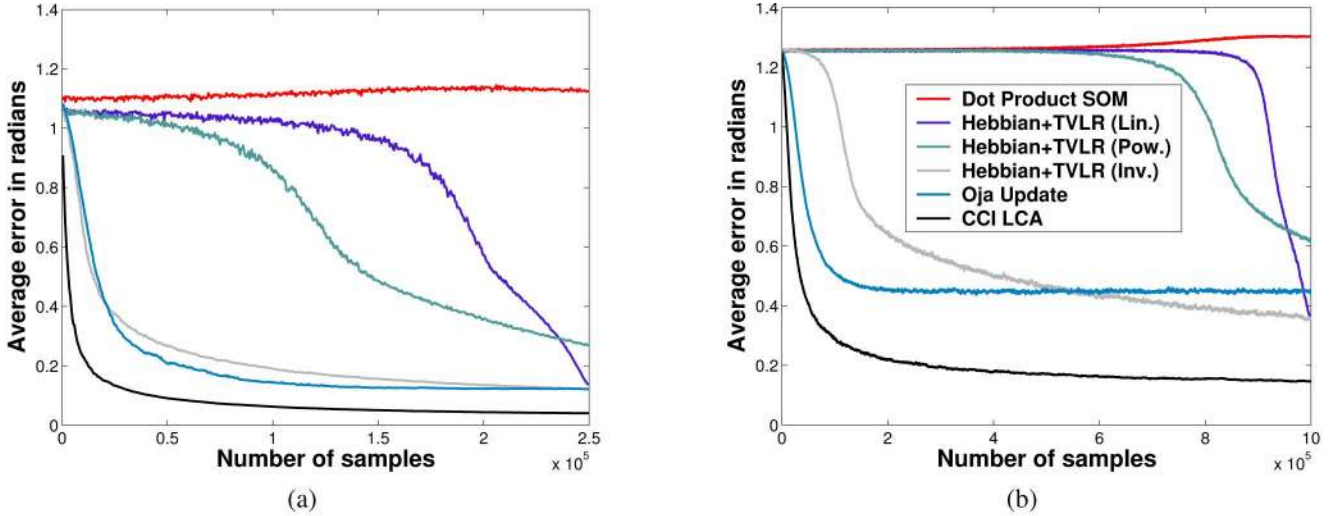 1.4
1.2
1
0.8
0.6
0.4
0.2
0
Average error in radians
0
0.5
1
1.5
2
2.5
x 10^5
Number of samples
(a)
1.4
1.2
1
0.8
0.6
0.4
0.2
0
Average error in radians
Dot Product SOM
Hebbian+TVLR (Lin.)
Hebbian+TVLR (Pow.)
Hebbian+TVLR (Inv.)
Oja Update
CCI LCA
0
2
4
6
8
10
x 10^5
Number of samples
(b)